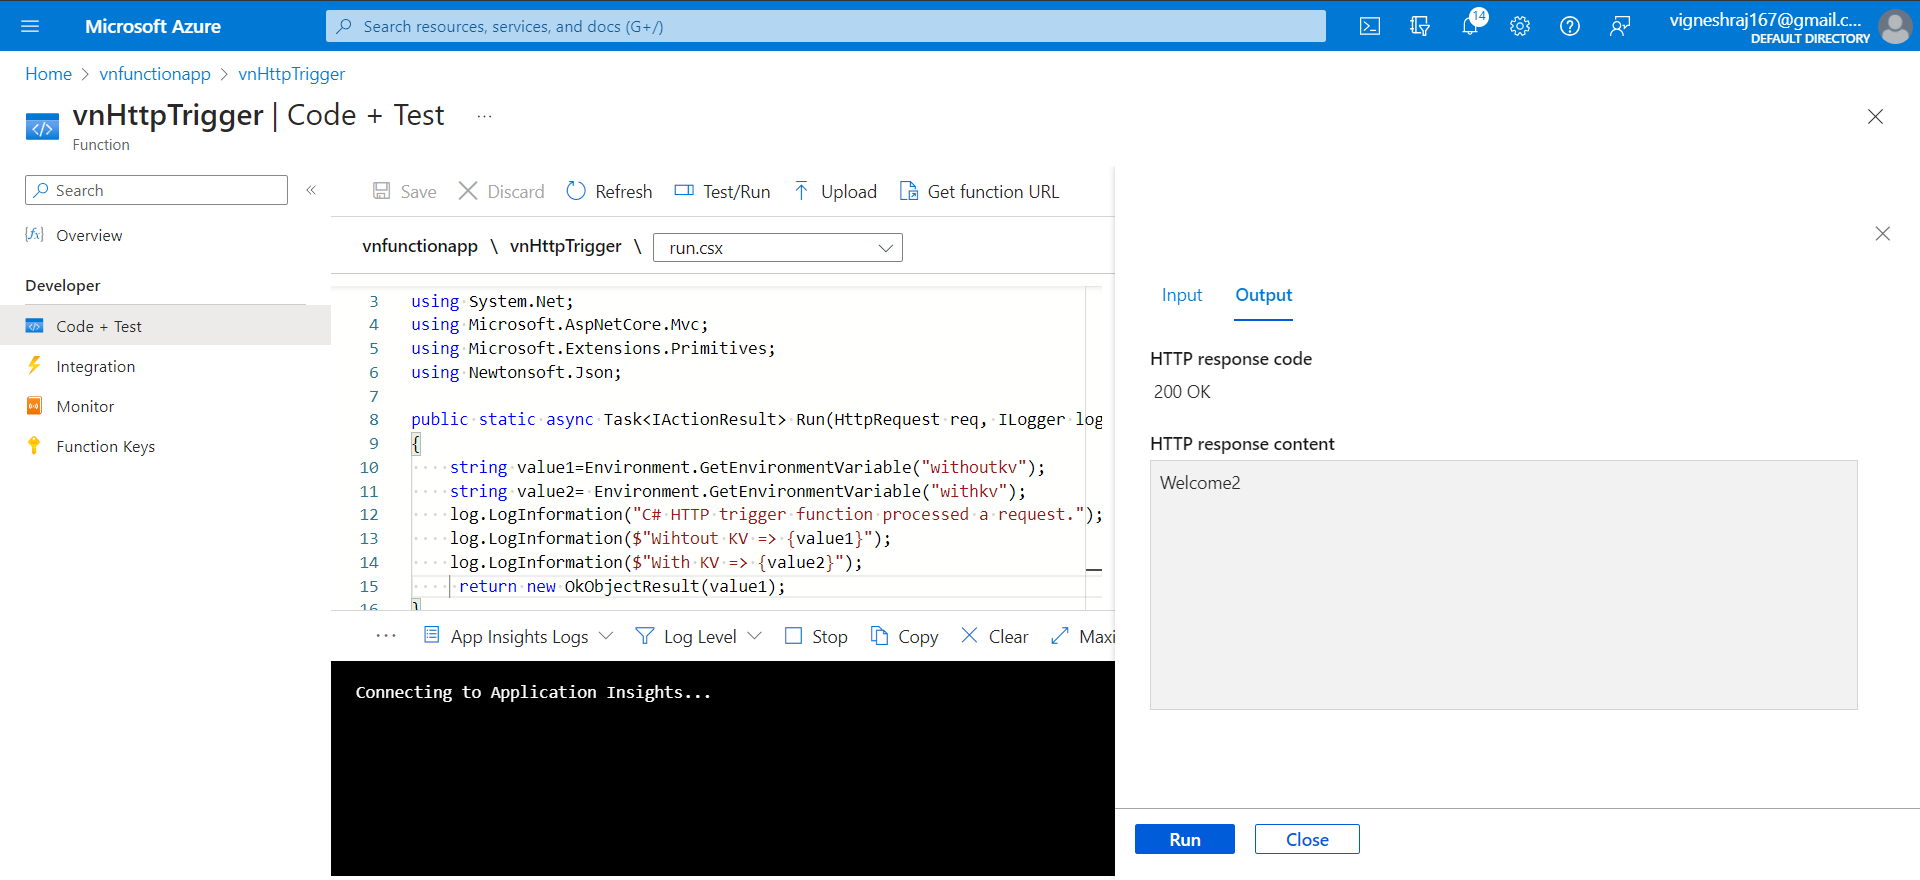 Microsoft Azure
Search resources, services, and docs (G+/)
14
vigneshraj167@gmail.c...
DEFAULT DIRECTORY
Home > vnfunctionapp > vnHttpTrigger
vnHttpTrigger | Code + Test ...
Function
Search
«
Overview
Developer
Code + Test
Integration
Monitor
Function Keys
Save Discard Refresh Test/Run Upload Get function URL
vnfunctionapp \ vnHttpTrigger \ run.csx
3 using System.Net;
4 using Microsoft.AspNetCore.Mvc;
5 using Microsoft.Extensions.Primitives;
6 using Newtonsoft.Json;
7
8 public static async Task<IActionResult> Run(HttpRequest req, ILogger log
9 {
10 string value1=Environment.GetEnvironmentVariable("withoutkv");
11 string value2= Environment.GetEnvironmentVariable("withkv");
12 log.LogInformation("C# HTTP trigger function processed a request.");
13 log.LogInformation($"Wihtout KV => {value1}");
14 log.LogInformation($"With KV => {value2}");
15 return new OkObjectResult(value1);
16 }
... App Insights Logs Log Level Stop Copy Clear Maxi
Connecting to Application Insights...
Input Output
HTTP response code
200 OK
HTTP response content
Welcome2
Run Close